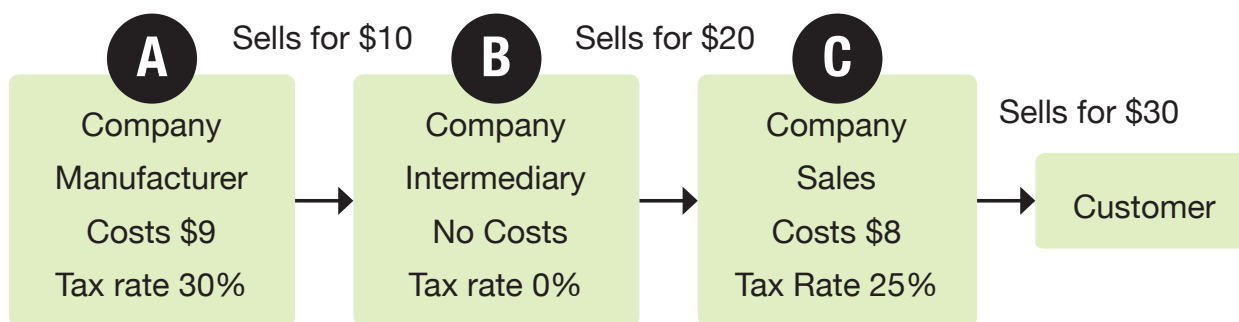 A
Sells for $10
B
Sells for $20
C
Company
Manufacturer
Costs $9
Tax rate 30%
Company
Intermediary
No Costs
Tax rate 0%
Company
Sales
Costs $8
Tax Rate 25%
Sells for $30
Customer